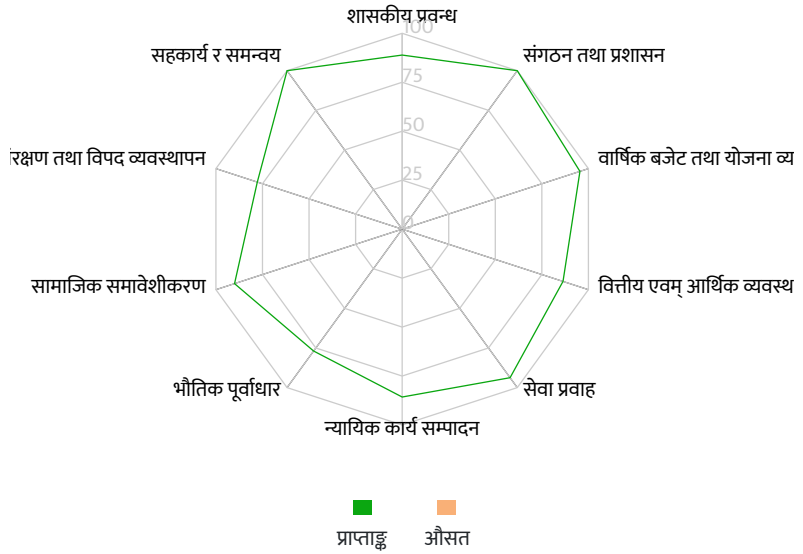 शासकीय प्रवन्ध
100
सहकार्य र समन्वय
संगठन तथा प्रशासन
75
50
रक्षण तथा विपद व्यवस्थापन
वार्षिक बजेट तथा योजना व्य
25
0
सामाजिक समावेशीकरण
वित्तीय एवम् आर्थिक व्यवस्थ
भौतिक पूर्वाधार
सेवा प्रवाह
न्यायिक कार्य सम्पादन
प्राप्ताङ्क
औसत